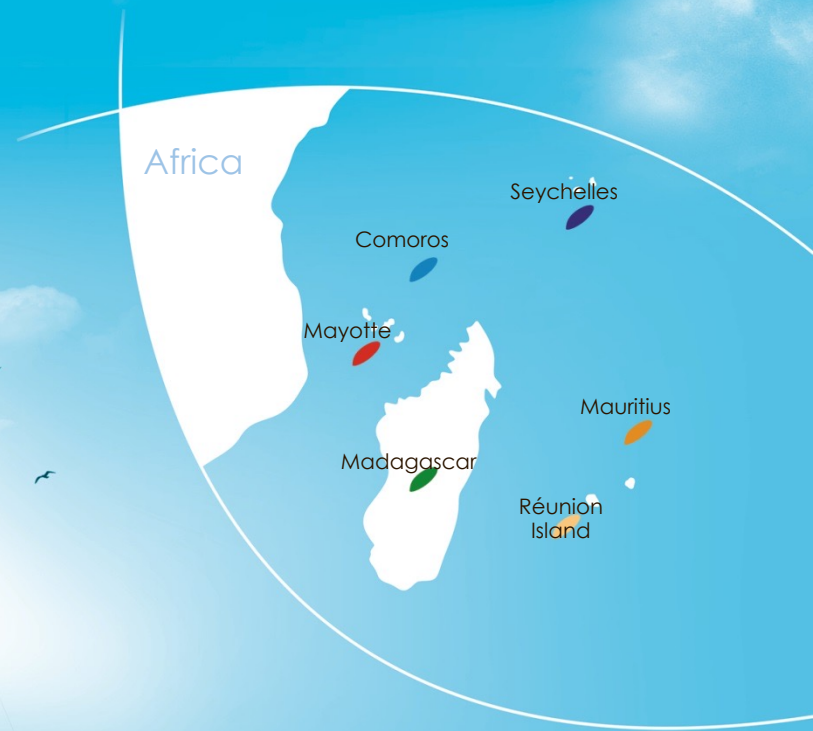 Africa
Seychelles
Comoros
Mayotte
Mauritius
Madagascar
Réunion
Island